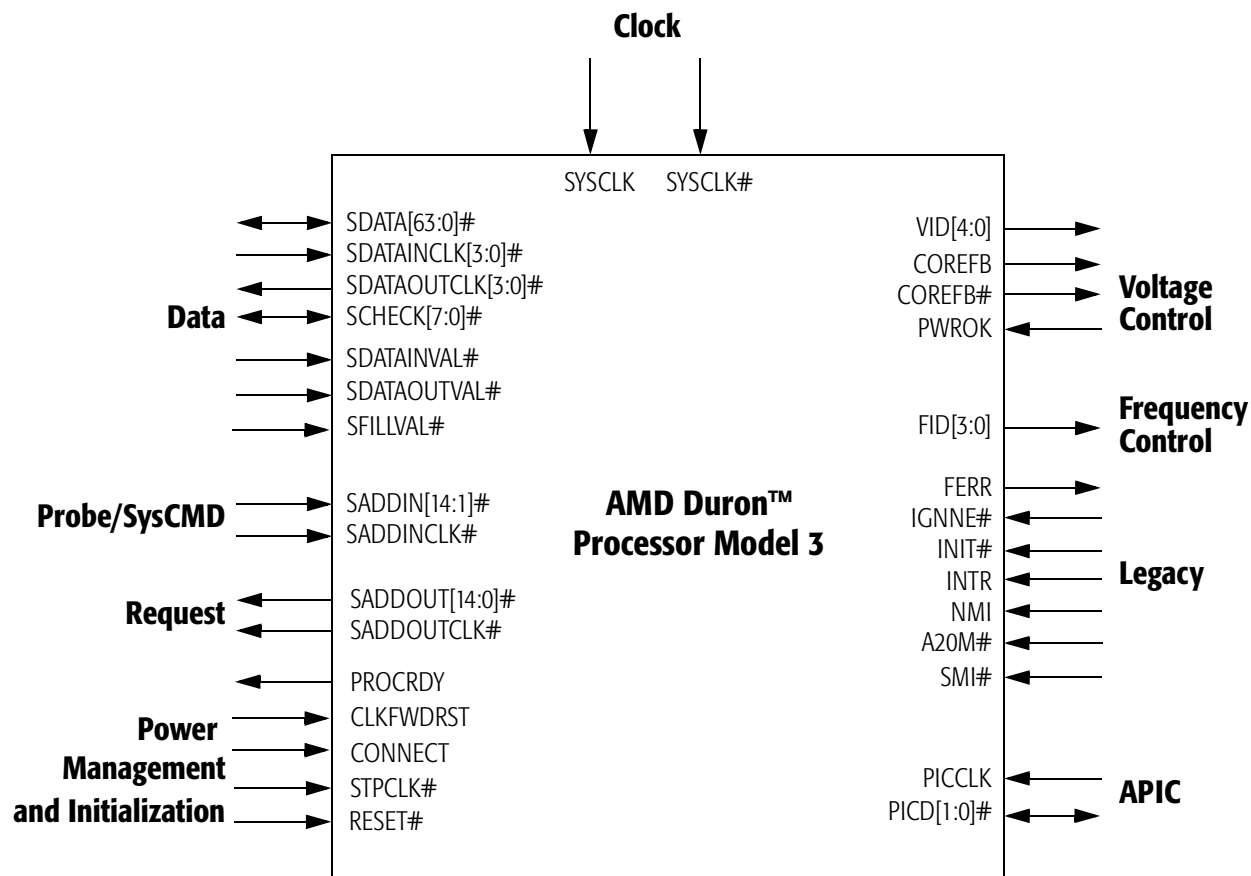 Clock
SYSCLK SYSCLK#
Data
SDATA[63:0]#
SDATAINCLK[3:0]#
SDATAOUTCLK[3:0]#
SCHECK[7:0]#
SDATAINVAL#
SDATAOUTVAL#
SFILLVAL#
Probe/SysCMD
SADDIN[14:1]#
SADDINCLK#
Request
SADDOUT[14:0]#
SADDOUTCLK#
Power
Management
and Initialization
PROCRDY
CLKFWDRST
CONNECT
STPCLK#
RESET#
AMD Duron™
Processor Model 3
VID[4:0]
COREFB
COREFB#
PWROK
Voltage
Control
FID[3:0]
Frequency
Control
FERR
IGNNE#
INIT#
INTR
NMI
A20M#
SMI#
Legacy
PICCLK
PICD[1:0]#
APIC